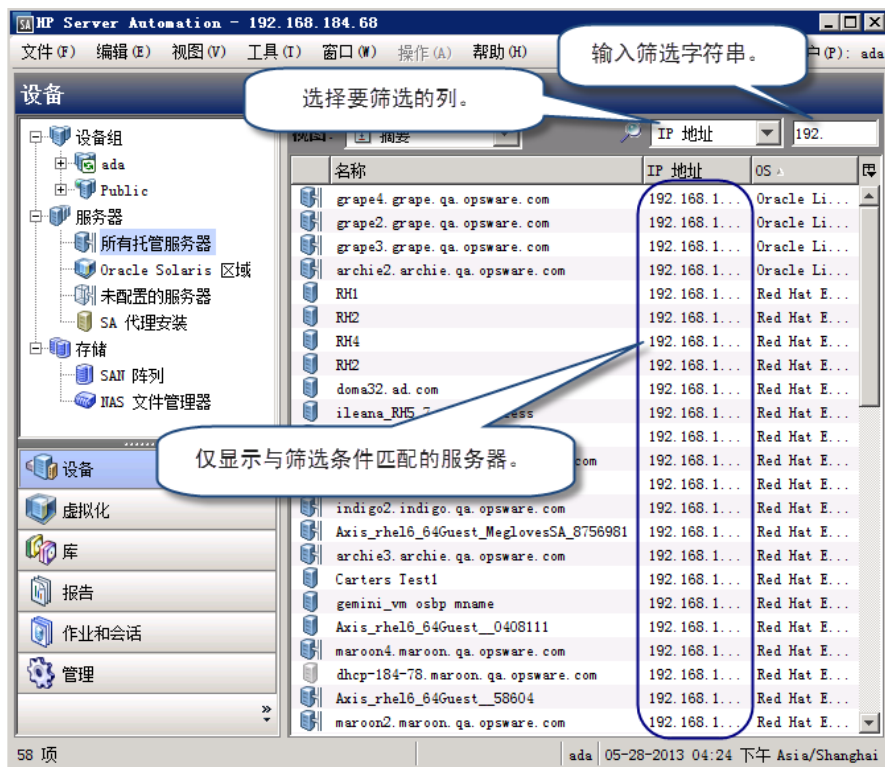 HP Server Automation - 192.168.184.68
文件(F) 编辑(E) 视图(V) 工具(I) 窗口(W) 操作(A) 帮助(H) 户(P): ada
输入筛选字符串。
设备
选择要筛选的列。
视图: 摘要 IP 地址 192.
设备组
ada
Public
服务器
所有托管服务器
Oracle Solaris 区域
未配置的服务器
SA 代理安装
存储
SAN 阵列
NAS 文件管理器
名称 IP 地址 OS
grape4.grape.qa.opsware.com 192.168.1... Oracle Li...
grape2.grape.qa.opsware.com 192.168.1... Oracle Li...
grape3.grape.qa.opsware.com 192.168.1... Oracle Li...
archie2.archie.qa.opsware.com 192.168.1... Oracle Li...
RH1 192.168.1... Red Hat E...
RH2 192.168.1... Red Hat E...
RH4 192.168.1... Red Hat E...
RH2 192.168.1... Red Hat E...
doma32.ad.com 192.168.1... Red Hat E...
ileana_RH5_7 ess 192.168.1... Red Hat E...
192.168.1... Red Hat E...
com 192.168.1... Red Hat E...
192.168.1... Red Hat E...
indigo2.indigo.qa.opsware.com 192.168.1... Red Hat E...
Axis_rhel6_64Guest_MeglovesSA_8756981 192.168.1... Red Hat E...
archie3.archie.qa.opsware.com 192.168.1... Red Hat E...
Carters Test1 192.168.1... Red Hat E...
gemini_vm osbp mname 192.168.1... Red Hat E...
Axis_rhel6_64Guest__0408111 192.168.1... Red Hat E...
maroon4.maroon.qa.opsware.com 192.168.1... Red Hat E...
dhcp-184-78.maroon.qa.opsware.com 192.168.1... Red Hat E...
Axis_rhel6_64Guest__58604 192.168.1... Red Hat E...
maroon2.maroon.qa.opsware.com 192.168.1... Red Hat E...
仅显示与筛选条件匹配的服务器。
设备
虚拟化
库
报告
作业和会话
管理
58 项 ada 05-28-2013 04:24 下午 Asia/Shanghai